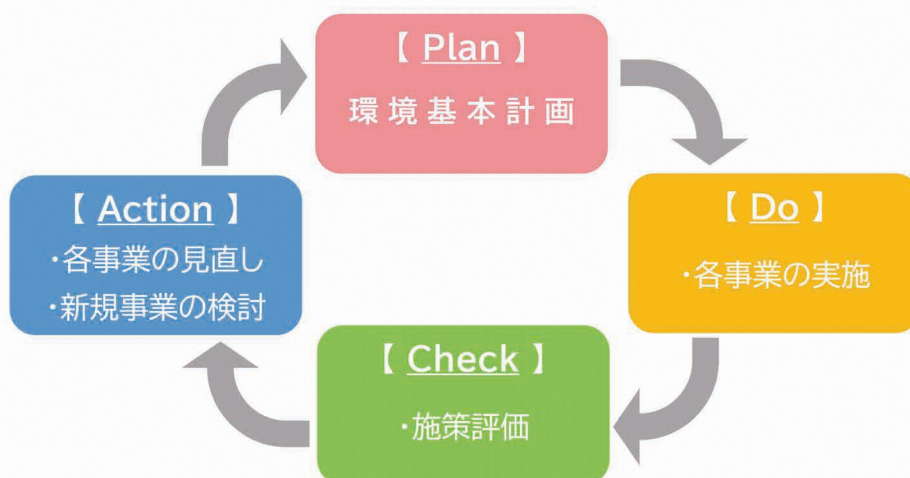 【 Plan 】
環境基本計画
【 Do 】
・各事業の実施
【 Check 】
・施策評価
【 Action 】
・各事業の見直し
・新規事業の検討